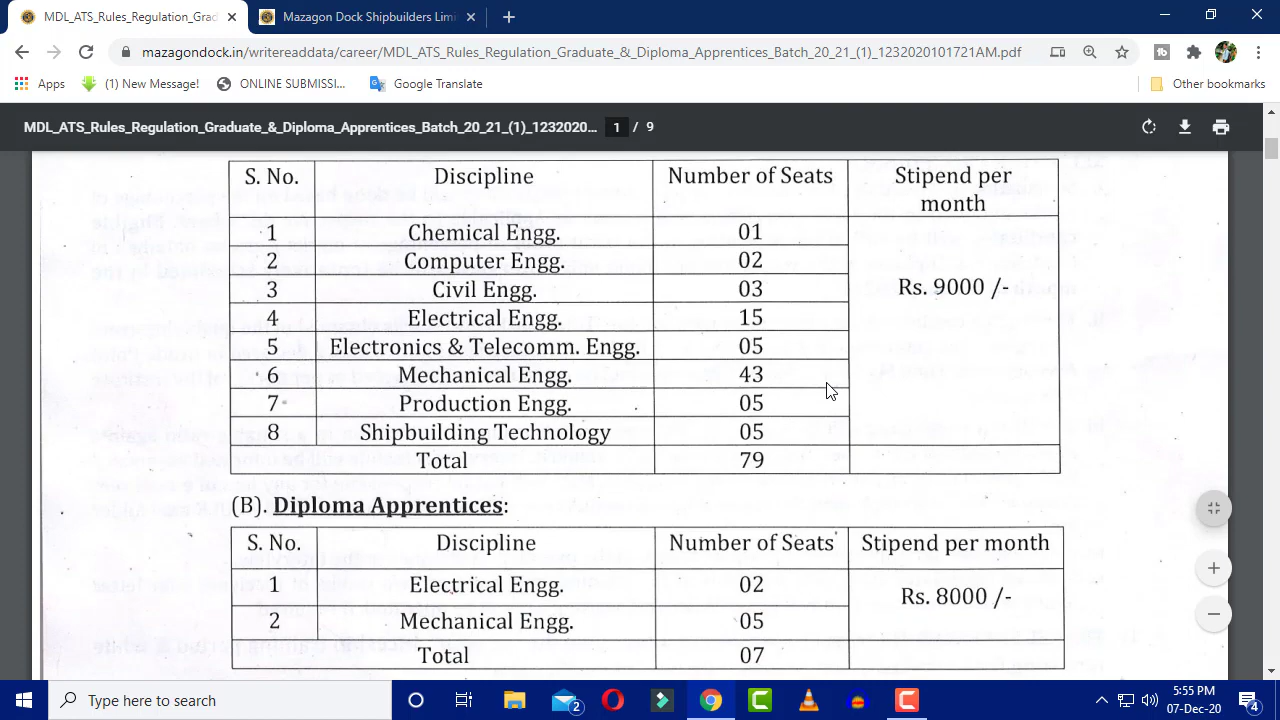 MDL_ATS_Rules_Regulation_Grad
Mazagon Dock Shipbuilders Limi
mazagondock.in/writereaddata/career/MDL_ATS_Rules_Regulation_Graduate_&_Diploma_Apprentices_Batch_20_21_(1)_1232020101721AM.pdf
Apps
(1) New Message!
ONLINE SUBMISSI...
Google Translate
Other bookmarks
MDL_ATS_Rules_Regulation_Graduate_&_Diploma_Apprentices_Batch_20_21_(1)_1232020... 1 / 9
S. No. Discipline Number of Seats Stipend per month
1 Chemical Engg. 01
2 Computer Engg. 02
3 Civil Engg. 03 Rs. 9000 /-
4 Electrical Engg. 15
5 Electronics & Telecomm. Engg. 05
6 Mechanical Engg. 43
7 Production Engg. 05
8 Shipbuilding Technology 05
Total 79
(B). Diploma Apprentices:
S. No. Discipline Number of Seats Stipend per month
1 Electrical Engg. 02 Rs. 8000 /-
2 Mechanical Engg. 05
Total 07
Type here to search
2
5:55 PM
07-Dec-20
4